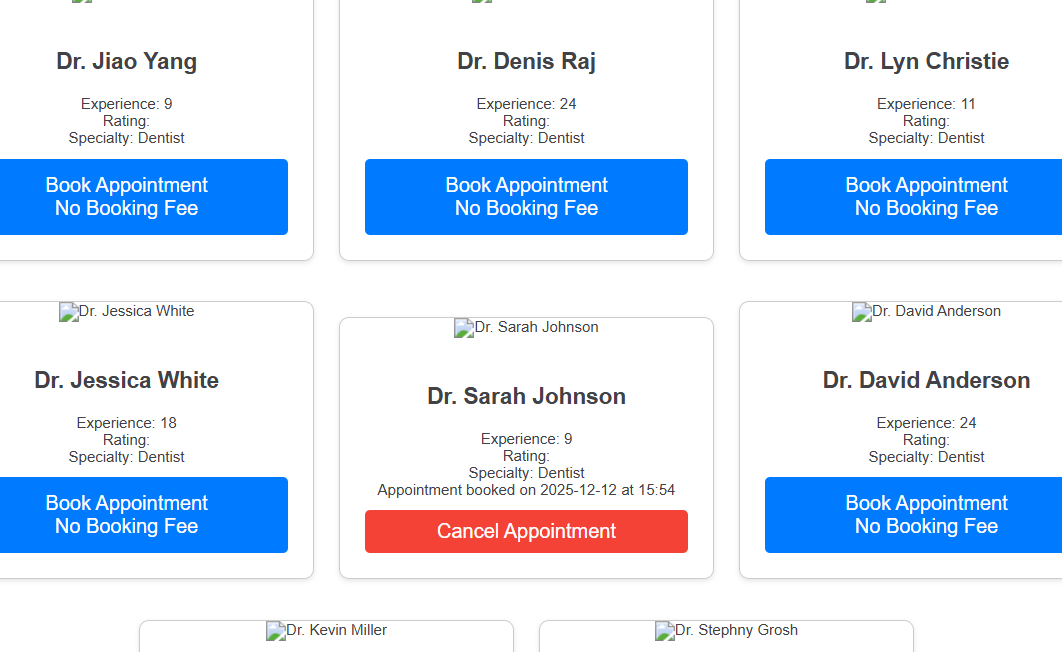 Dr. Jiao Yang
Experience: 9
Rating:
Specialty: Dentist
Book Appointment
No Booking Fee
Dr. Denis Raj
Experience: 24
Rating:
Specialty: Dentist
Book Appointment
No Booking Fee
Dr. Lyn Christie
Experience: 11
Rating:
Specialty: Dentist
Book Appointment
No Booking Fee
Dr. Jessica White
Dr. Jessica White
Experience: 18
Rating:
Specialty: Dentist
Book Appointment
No Booking Fee
Dr. Sarah Johnson
Dr. Sarah Johnson
Experience: 9
Rating:
Specialty: Dentist
Appointment booked on 2025-12-12 at 15:54
Cancel Appointment
Dr. David Anderson
Dr. David Anderson
Experience: 24
Rating:
Specialty: Dentist
Book Appointment
No Booking Fee
Dr. Kevin Miller
Dr. Stephny Grosh